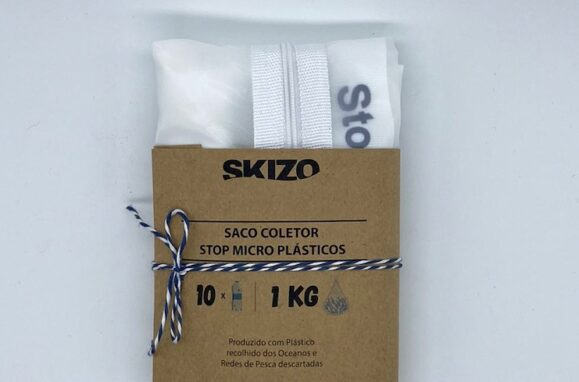 Sto
SKIZO
SACO COLETOR
STOP MICRO PLÁSTICOS
10 x 1 KG
Produzido com Plástico
recolhido dos Oceanos e
Redes de Pesca descartadas